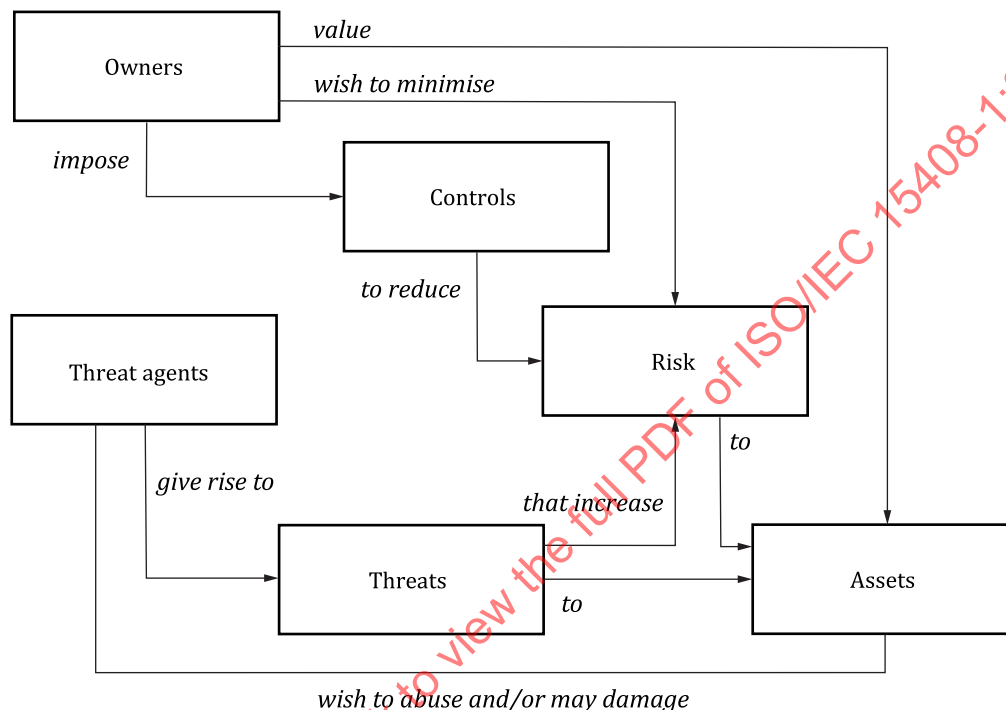 value
Owners
wish to minimise
impose
Controls
to reduce
Risk
Threat agents
to
give rise to
that increase
Threats
Assets
to
wish to abuse and/or may damage
to view the full PDF of ISO/IEC 15408-1: